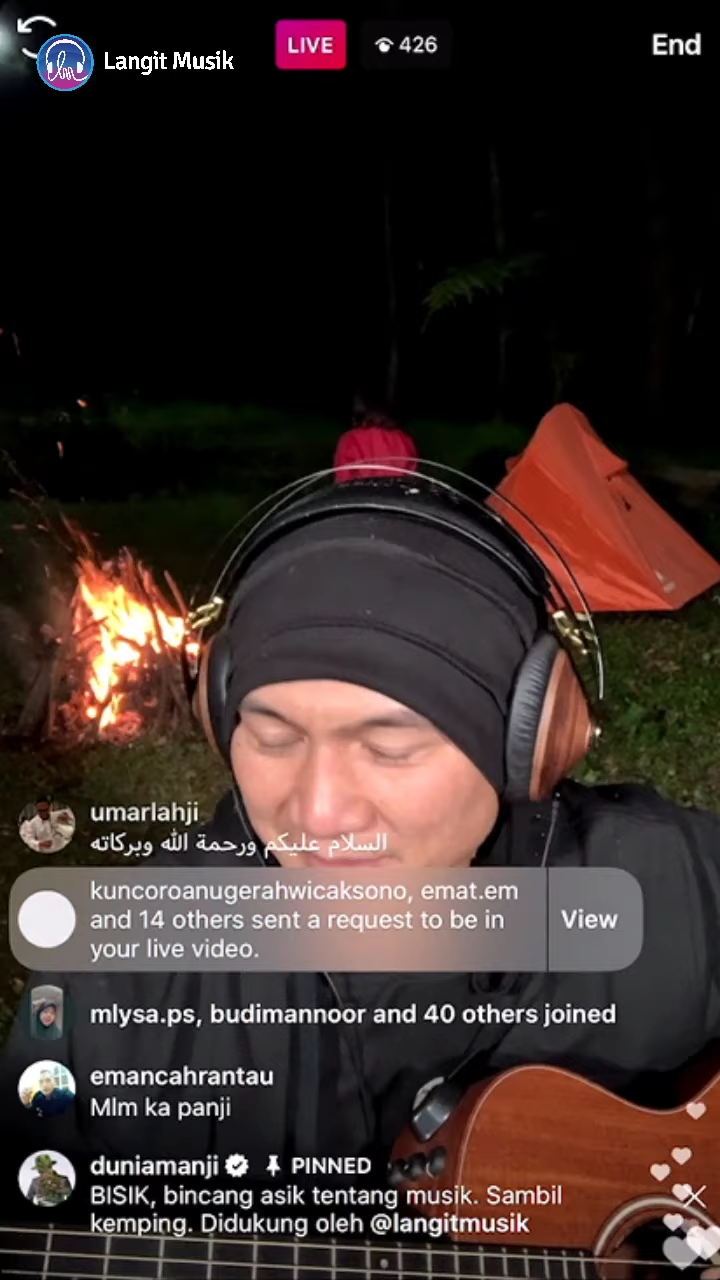 Langit Musik
LIVE
426
End
umarlahji
السلام عليكم ورحمة الله وبركاته
kuncoroanugerahwicaksono, emat.em
and 14 others sent a request to be in
your live video.
View
mlysa.ps, budimannoor and 40 others joined
emancahrantau
Mlm ka panji
duniamanji PINNED
BISIK, bincang asik tentang musik. Sambil
kemping. Didukung oleh @langitmusik